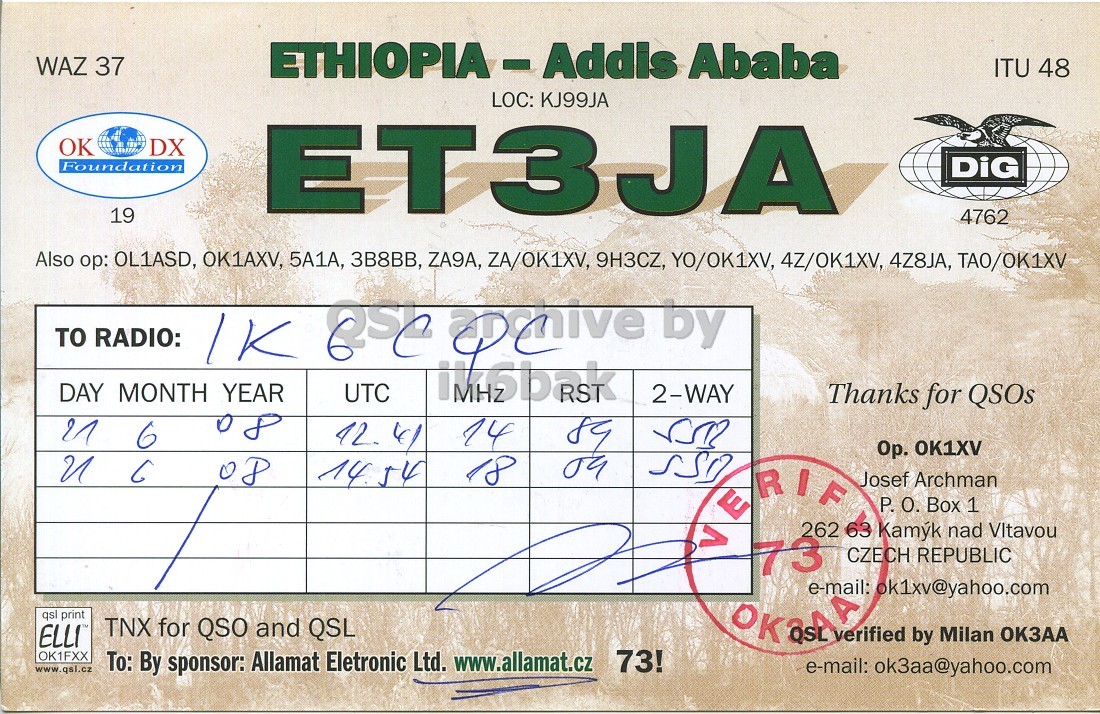 WAZ 37
ETHIOPIA – Addis Ababa
ITU 48
LOC: KJ99JA
OK DX
Foundation
19
ET3JA
DiG
4762
Also op: OL1ASD, OK1AXV, 5A1A, 3B8BB, ZA9A, ZA/OK1XV, 9H3CZ, YO/OK1XV, 4Z/OK1XV, 4Z8JA, TA0/OK1XV
QSL archive by
ik6bak
TO RADIO: IK6CQC
DAY MONTH YEAR UTC MHz RST 2–WAY
21 6 08 12.41 14 59 SSB
21 6 08 14.54 18 59 SSB
Thanks for QSOs
Op. OK1XV
Josef Archman
P. O. Box 1
262 63 Kamýk nad Vltavou
CZECH REPUBLIC
e-mail: ok1xv@yahoo.com
VERIFY
73
OK3AA
QSL verified by Milan OK3AA
e-mail: ok3aa@yahoo.com
qsl print
ELLI™
OK1FXX
www.qsl.cz
TNX for QSO and QSL
To: By sponsor: Allamat Eletronic Ltd. www.allamat.cz 73!